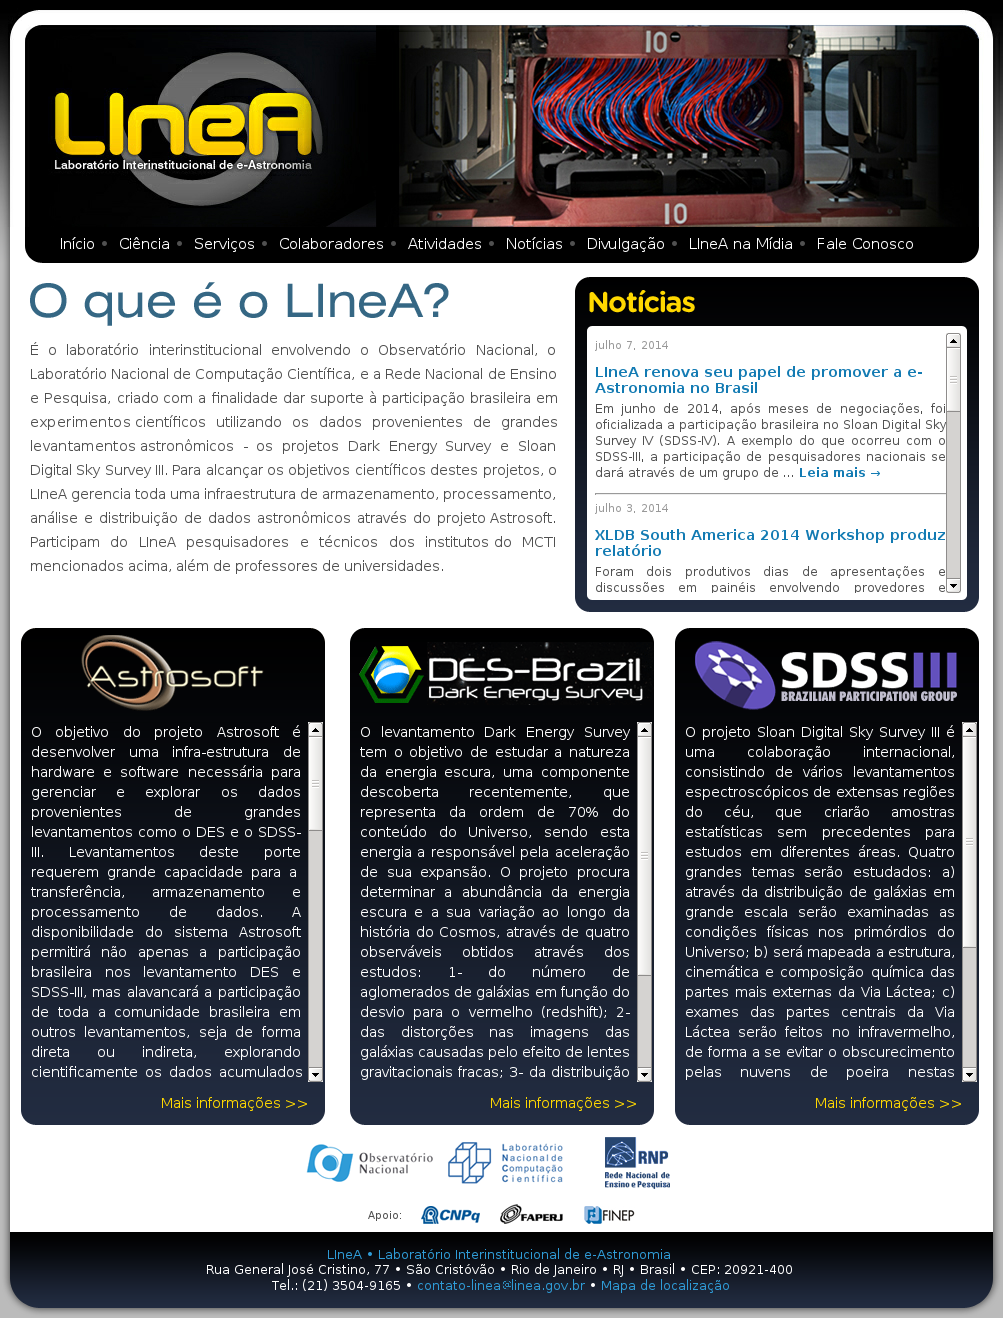 LIneA
Laboratório Interinstitucional de e-Astronomia
10
10
Início • Ciência • Serviços • Colaboradores • Atividades • Notícias • Divulgação • LIneA na Mídia • Fale Conosco
O que é o LIneA?
É o laboratório interinstitucional envolvendo o Observatório Nacional, o
Laboratório Nacional de Computação Científica, e a Rede Nacional de Ensino
e Pesquisa, criado com a finalidade dar suporte à participação brasileira em
experimentos científicos utilizando os dados provenientes de grandes
levantamentos astronômicos - os projetos Dark Energy Survey e Sloan
Digital Sky Survey III. Para alcançar os objetivos científicos destes projetos, o
LIneA gerencia toda uma infraestrutura de armazenamento, processamento,
análise e distribuição de dados astronômicos através do projeto Astrosoft.
Participam do LIneA pesquisadores e técnicos dos institutos do MCTI
mencionados acima, além de professores de universidades.
Notícias
julho 7, 2014
LIneA renova seu papel de promover a e-
Astronomia no Brasil
Em junho de 2014, após meses de negociações, foi
oficializada a participação brasileira no Sloan Digital Sky
Survey IV (SDSS-IV). A exemplo do que ocorreu com o
SDSS-III, a participação de pesquisadores nacionais se
dará através de um grupo de ... Leia mais →
julho 3, 2014
XLDB South America 2014 Workshop produz
relatório
Foram dois produtivos dias de apresentações e
discussões em painéis envolvendo provedores e
Astrosoft
O objetivo do projeto Astrosoft é
desenvolver uma infra-estrutura de
hardware e software necessária para
gerenciar e explorar os dados
provenientes de grandes
levantamentos como o DES e o SDSS-
III. Levantamentos deste porte
requerem grande capacidade para a
transferência, armazenamento e
processamento de dados. A
disponibilidade do sistema Astrosoft
permitirá não apenas a participação
brasileira nos levantamento DES e
SDSS-III, mas alavancará a participação
de toda a comunidade brasileira em
outros levantamentos, seja de forma
direta ou indireta, explorando
cientificamente os dados acumulados
Mais informações >>
DES-Brazil
Dark Energy Survey
O levantamento Dark Energy Survey
tem o objetivo de estudar a natureza
da energia escura, uma componente
descoberta recentemente, que
representa da ordem de 70% do
conteúdo do Universo, sendo esta
energia a responsável pela aceleração
de sua expansão. O projeto procura
determinar a abundância da energia
escura e a sua variação ao longo da
história do Cosmos, através de quatro
observáveis obtidos através dos
estudos: 1- do número de
aglomerados de galáxias em função do
desvio para o vermelho (redshift); 2-
das distorções nas imagens das
galáxias causadas pelo efeito de lentes
gravitacionais fracas; 3- da distribuição
Mais informações >>
SDSSIII
BRAZILIAN PARTICIPATION GROUP
O projeto Sloan Digital Sky Survey III é
uma colaboração internacional,
consistindo de vários levantamentos
espectroscópicos de extensas regiões
do céu, que criarão amostras
estatísticas sem precedentes para
estudos em diferentes áreas. Quatro
grandes temas serão estudados: a)
através da distribuição de galáxias em
grande escala serão examinadas as
condições físicas nos primórdios do
Universo; b) será mapeada a estrutura,
cinemática e composição química das
partes mais externas da Via Láctea; c)
exames das partes centrais da Via
Láctea serão feitos no infravermelho,
de forma a se evitar o obscurecimento
pelas nuvens de poeira nestas
Mais informações >>
Observatório
Nacional
Laboratório
Nacional de
Computação
Científica
RNP
Rede Nacional de
Ensino e Pesquisa
Apoio: CNPq FAPERJ FINEP
LIneA • Laboratório Interinstitucional de e-Astronomia
Rua General José Cristino, 77 • São Cristóvão • Rio de Janeiro • RJ • Brasil • CEP: 20921-400
Tel.: (21) 3504-9165 • contato-linea@linea.gov.br • Mapa de localização